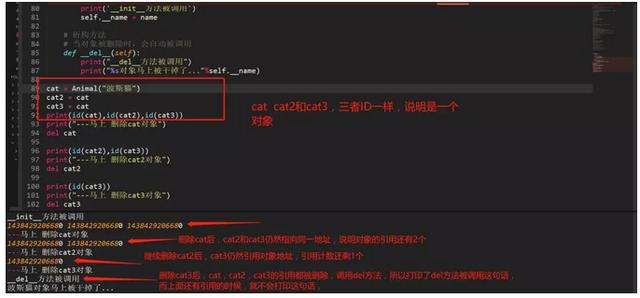 80 print('__init__方法被调用')
81 self.__name = name
82
83 # 析构方法
84 # 当对象被删除时，会自动被调用
85 def __del__(self):
86 print("__del__方法被调用")
87 print("%s对象马上被干掉了..."%self.__name)
88
89 cat = Animal("波斯猫")
90 cat2 = cat
91 cat3 = cat
92 print(id(cat),id(cat2),id(cat3))
93 print("---马上 删除cat对象")
94 del cat
95
96 print(id(cat2),id(cat3))
97 print("---马上 删除cat2对象")
98 del cat2
99
100
101
102 print(id(cat3))
103 print("---马上 删除cat3对象")
104 del cat3
cat cat2和cat3，三者ID一样，说明是一个
对象
__init__方法被调用
1438429206680 1438429206680 1438429206680
---马上 删除cat对象
删除cat后，cat2和cat3仍然指向同一地址，说明对象的引用还有2个
1438429206680 1438429206680
---马上 删除cat2对象
继续删除cat2后，cat3仍然引用对象地址，引用计数还剩1个
1438429206680
---马上 删除cat3对象
删除cat3后，cat，cat2，cat3的引用都被删除，调用del方法，所以打印了del方法被调用这句话，
__del__方法被调用
而上面还有引用的时候，就不会打印这句话，
波斯猫对象马上被干掉了...